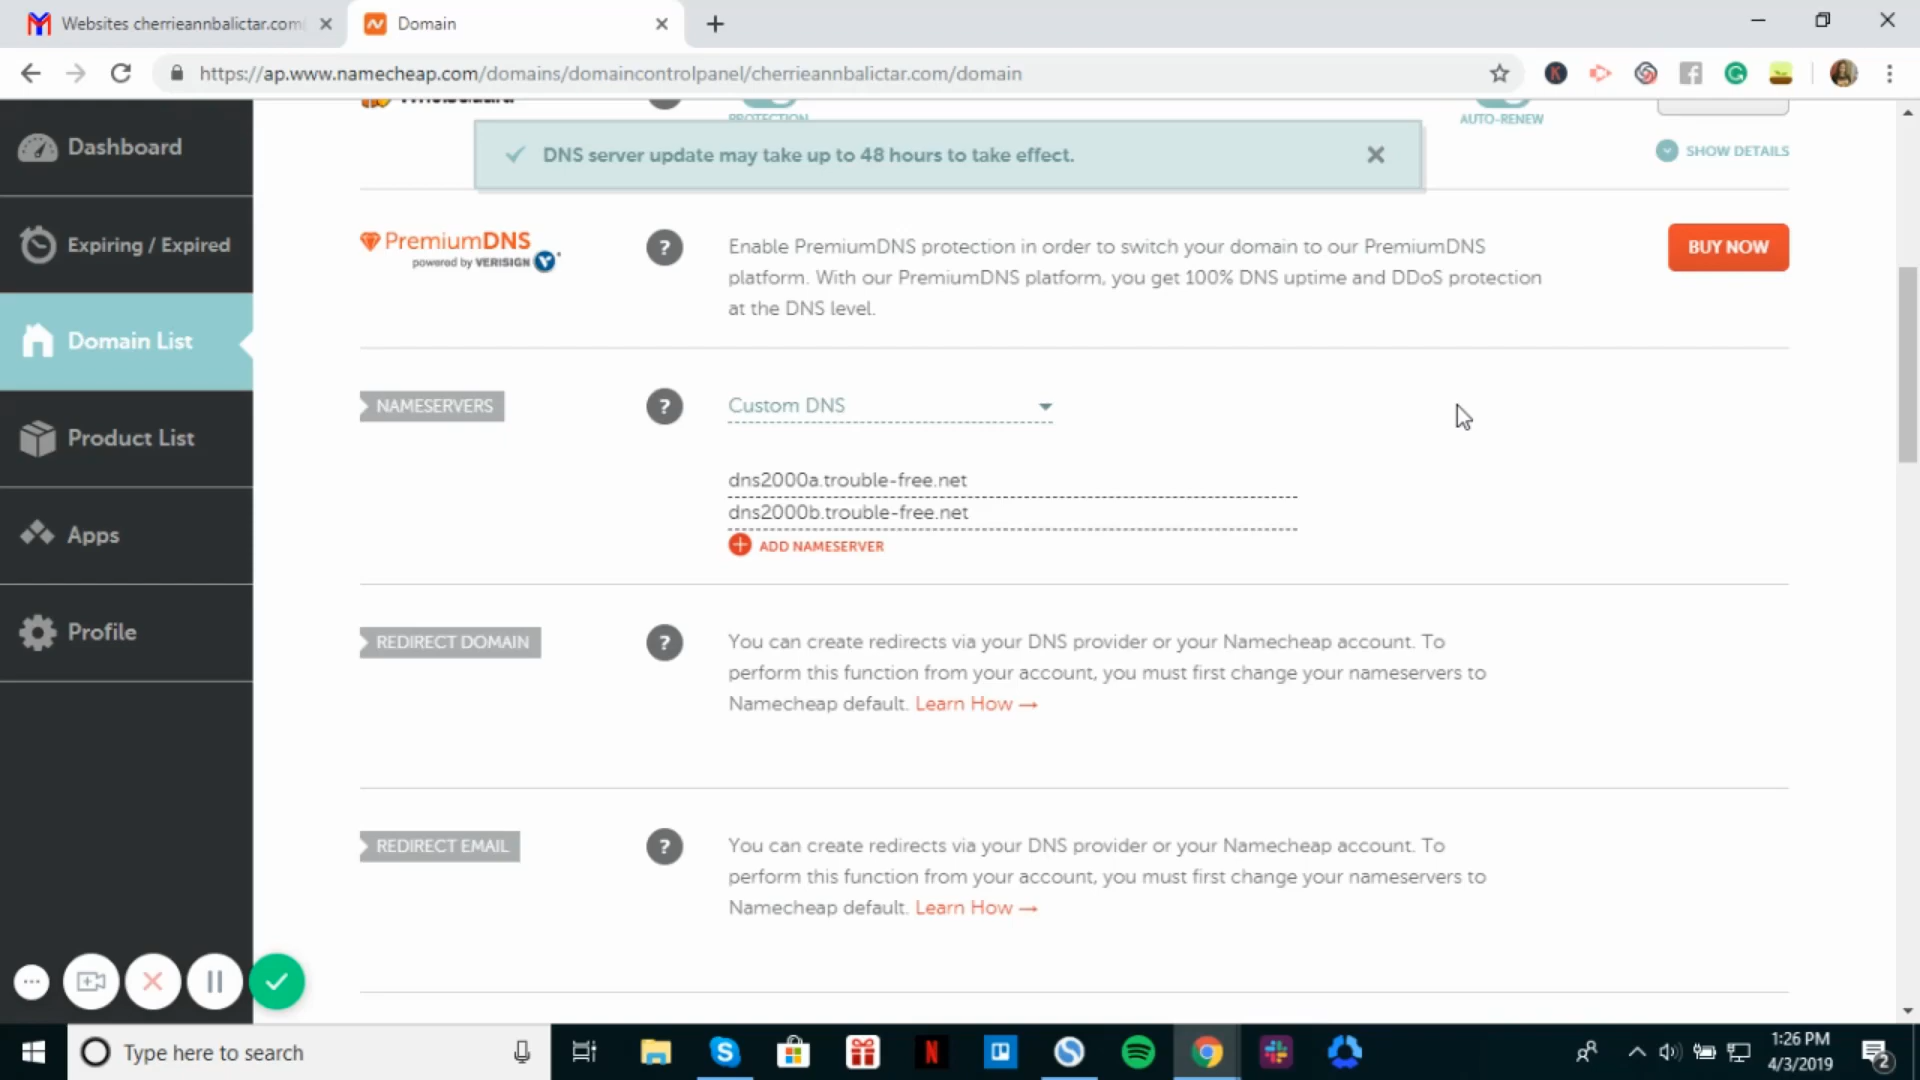 Websites cherrieannbalictar.com
Domain
https://ap.www.namecheap.com/domains/domaincontrolpanel/cherrieannbalictar.com/domain
Dashboard
Expiring / Expired
Domain List
Product List
Apps
Profile
PROTECTION
AUTO-RENEW
DNS server update may take up to 48 hours to take effect.
SHOW DETAILS
PremiumDNS
powered by VERISIGN
?
Enable PremiumDNS protection in order to switch your domain to our PremiumDNS
platform. With our PremiumDNS platform, you get 100% DNS uptime and DDoS protection
at the DNS level.
BUY NOW
NAMESERVERS
?
Custom DNS
dns2000a.trouble-free.net
dns2000b.trouble-free.net
ADD NAMESERVER
REDIRECT DOMAIN
?
You can create redirects via your DNS provider or your Namecheap account. To
perform this function from your account, you must first change your nameservers to
Namecheap default. Learn How →
REDIRECT EMAIL
?
You can create redirects via your DNS provider or your Namecheap account. To
perform this function from your account, you must first change your nameservers to
Namecheap default. Learn How →
Type here to search
1:26 PM
4/3/2019
2